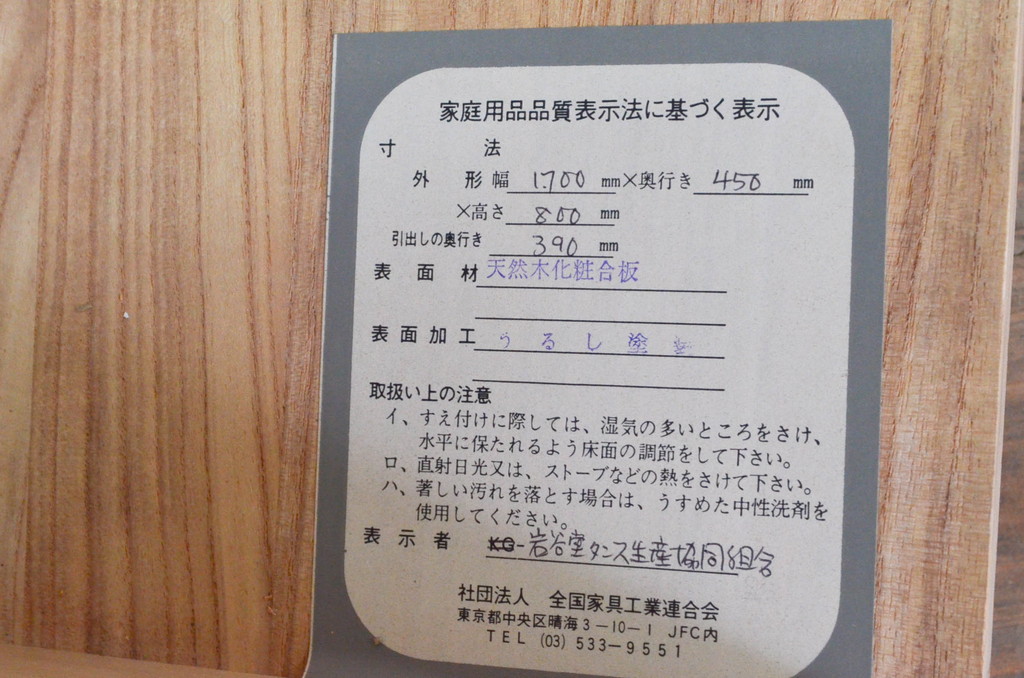 家庭用品品質表示法に基づく表示
寸法
外形幅 1700 mm×奥行き 450 mm
×高さ 800 mm
引出しの奥行き 390 mm
表面材 天然木化粧合板
表面加工 うるし塗
取扱い上の注意
イ、すえ付けに際しては、湿気の多いところをさけ、
水平に保たれるよう床面の調節をして下さい。
ロ、直射日光又は、ストーブなどの熱をさけて下さい。
ハ、著しい汚れを落とす場合は、うすめた中性洗剤を
使用してください。
表示者 岩谷堂タンス生産協同組合
社団法人 全国家具工業連合会
東京都中央区晴海3-10-1 JFC内
TEL (03) 533-9551